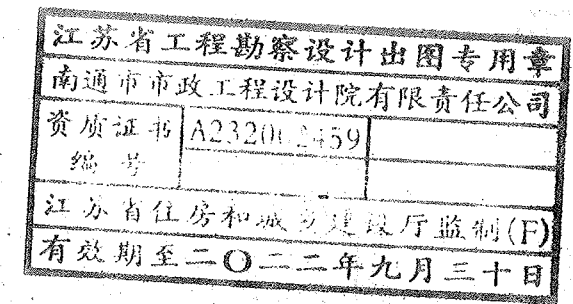 江苏省工程勘察设计出图专用章
南通市市政工程设计院有限责任公司
资质证书
编号
江苏省住房和城乡建设厅监制(F)
有效期至二〇二二年九月三十日